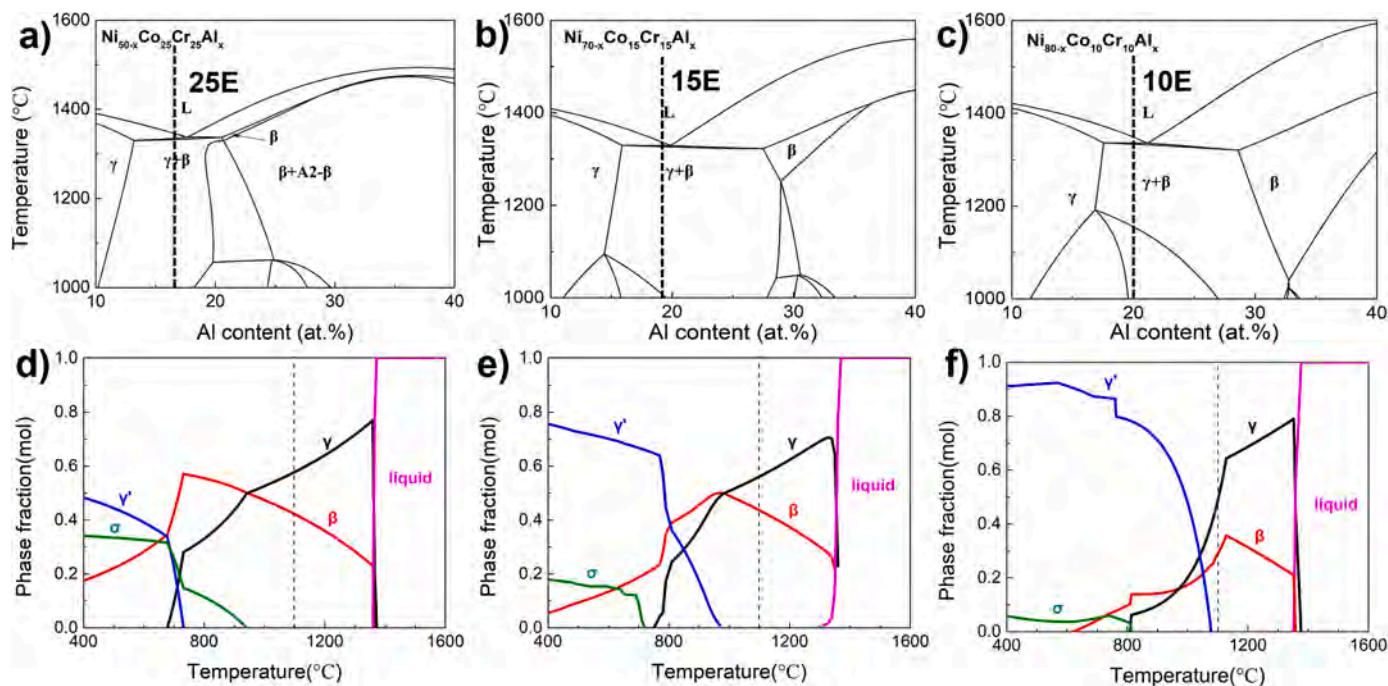 a)
Ni50-xCo25Cr25Alx
25E
L
γ
γ+β
β
β+A2-β
Temperature (°C)
1600
1400
1200
1000
10
20
30
40
Al content (at.%)
b)
Ni70-xCo15Cr15Alx
15E
L
γ
γ+β
β
Temperature (°C)
1600
1400
1200
1000
10
20
30
40
Al content (at.%)
c)
Ni80-xCo10Cr10Alx
10E
L
γ
γ+β
β
Temperature (°C)
1600
1400
1200
1000
10
20
30
40
Al content (at.%)
d)
γ'
σ
γ
β
liquid
Phase fraction(mol)
1.0
0.8
0.6
0.4
0.2
0.0
400
800
1200
1600
Temperature(°C)
e)
γ'
σ
γ
β
liquid
Phase fraction(mol)
1.0
0.8
0.6
0.4
0.2
0.0
400
800
1200
1600
Temperature(°C)
f)
γ'
σ
γ
β
liquid
Phase fraction(mol)
1.0
0.8
0.6
0.4
0.2
0.0
400
800
1200
1600
Temperature(°C)